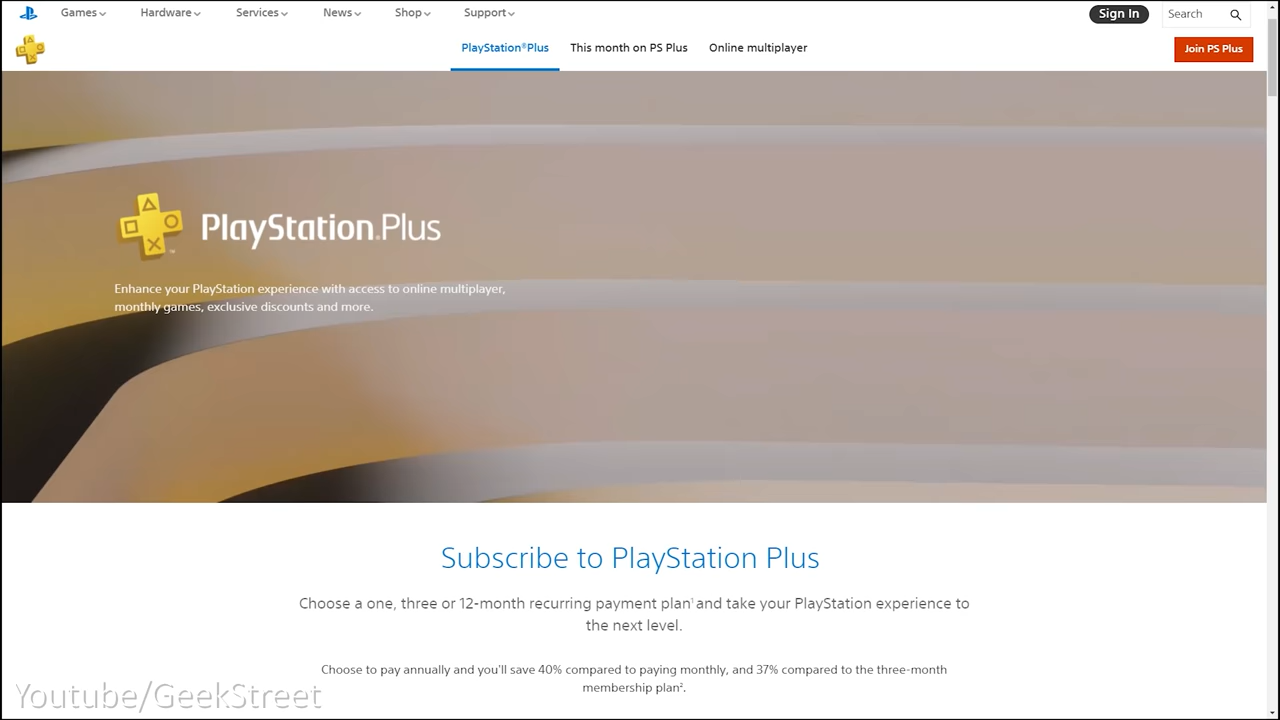 Games
Hardware
Services
News
Shop
Support
Sign In
Search
PlayStation®Plus
This month on PS Plus
Online multiplayer
Join PS Plus
PlayStation.Plus
Enhance your PlayStation experience with access to online multiplayer,
monthly games, exclusive discounts and more.
Subscribe to PlayStation Plus
Choose a one, three or 12-month recurring payment plan¹ and take your PlayStation experience to
the next level.
Choose to pay annually and you'll save 40% compared to paying monthly, and 37% compared to the three-month
membership plan².
Youtube/GeekStreet